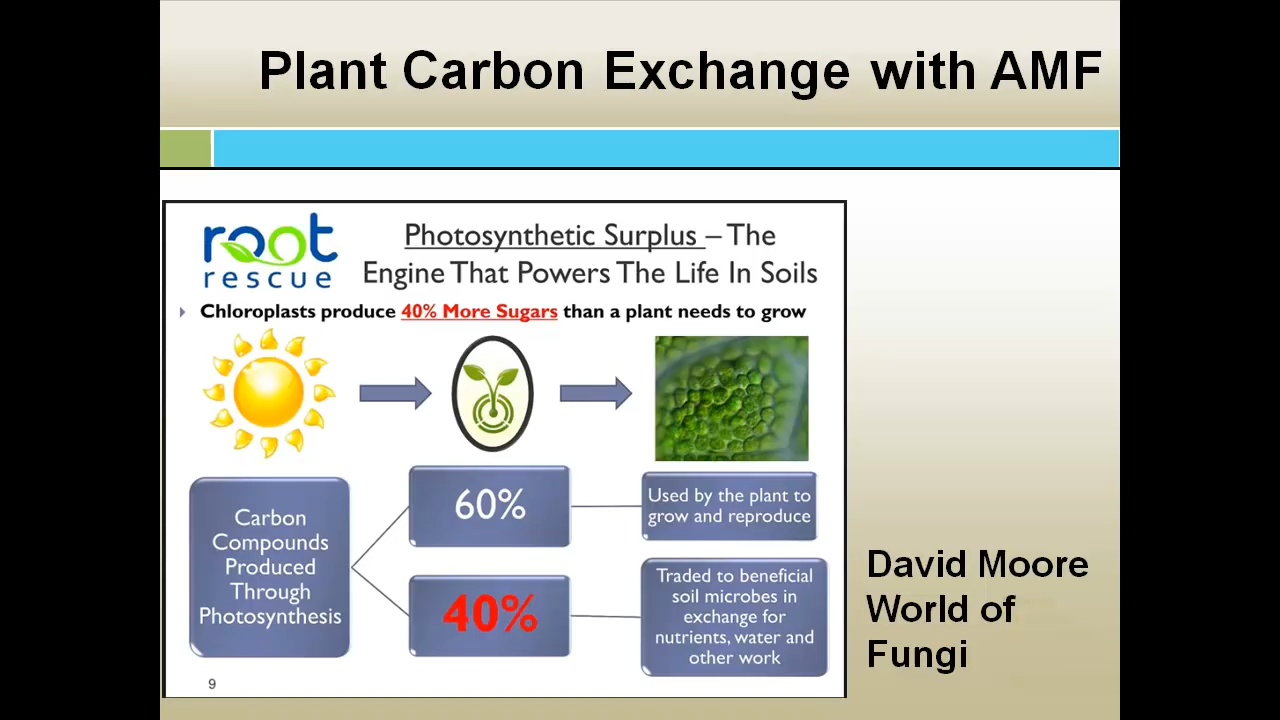 Plant Carbon Exchange with AMF
root
rescue
Photosynthetic Surplus – The
Engine That Powers The Life In Soils
Chloroplasts produce 40% More Sugars than a plant needs to grow
Carbon
Compounds
Produced
Through
Photosynthesis
60%
Used by the plant to
grow and reproduce
40%
Traded to beneficial
soil microbes in
exchange for
nutrients, water and
other work
9
David Moore
World of
Fungi